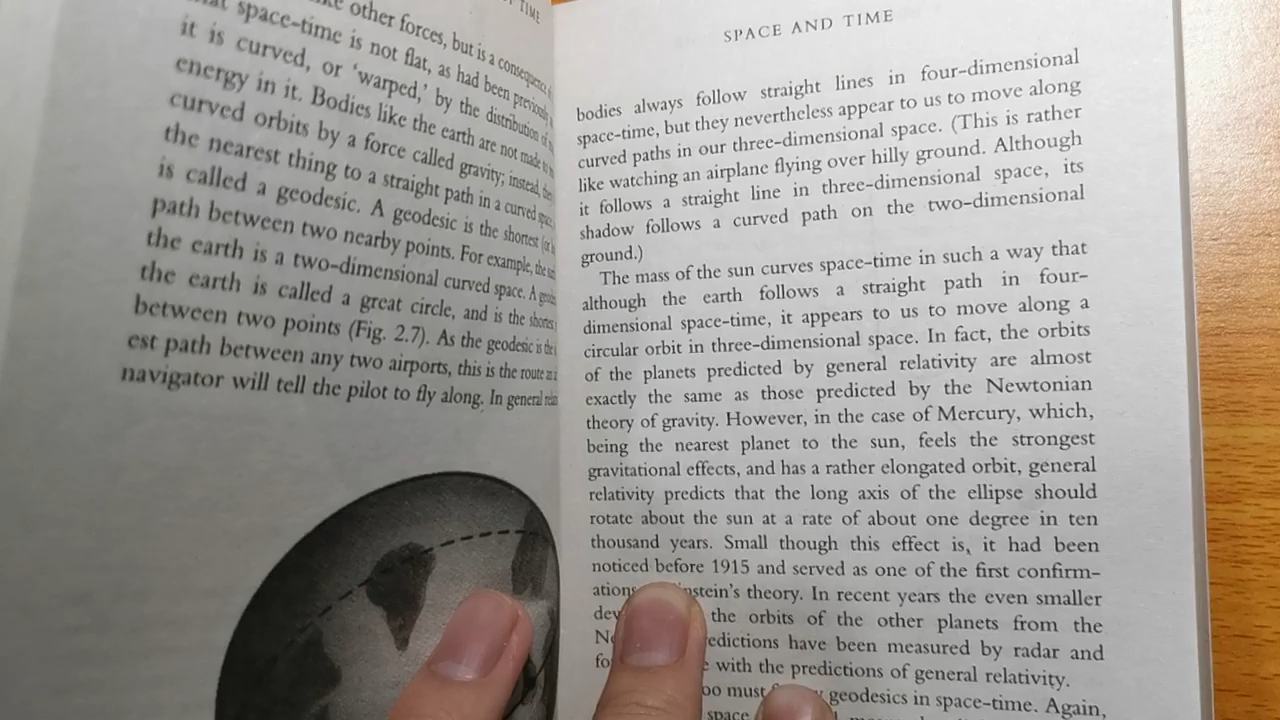 TIME
other forces, but is a consequence
space-time is not flat, as had been previously
it is curved, or ‘warped,’ by the distribution of
energy in it. Bodies like the earth are not made to
curved orbits by a force called gravity; instead, they
the nearest thing to a straight path in a curved space,
is called a geodesic. A geodesic is the shortest (or
path between two nearby points. For example, the
the earth is a two-dimensional curved space. A
the earth is called a great circle, and is the shortest
between two points (Fig. 2.7). As the geodesic is the
est path between any two airports, this is the route
navigator will tell the pilot to fly along. In general
SPACE AND TIME
bodies always follow straight lines in four-dimensional
space-time, but they nevertheless appear to us to move along
curved paths in our three-dimensional space. (This is rather
like watching an airplane flying over hilly ground. Although
it follows a straight line in three-dimensional space, its
shadow follows a curved path on the two-dimensional
ground.)
The mass of the sun curves space-time in such a way that
although the earth follows a straight path in four-
dimensional space-time, it appears to us to move along a
circular orbit in three-dimensional space. In fact, the orbits
of the planets predicted by general relativity are almost
exactly the same as those predicted by the Newtonian
theory of gravity. However, in the case of Mercury, which,
being the nearest planet to the sun, feels the strongest
gravitational effects, and has a rather elongated orbit, general
relativity predicts that the long axis of the ellipse should
rotate about the sun at a rate of about one degree in ten
thousand years. Small though this effect is, it had been
noticed before 1915 and served as one of the first confirm-
theory. In recent years the even smaller
the orbits of the other planets from the
have been measured by radar and
with the predictions of general relativity.
must geodesics in space-time. Again,
space